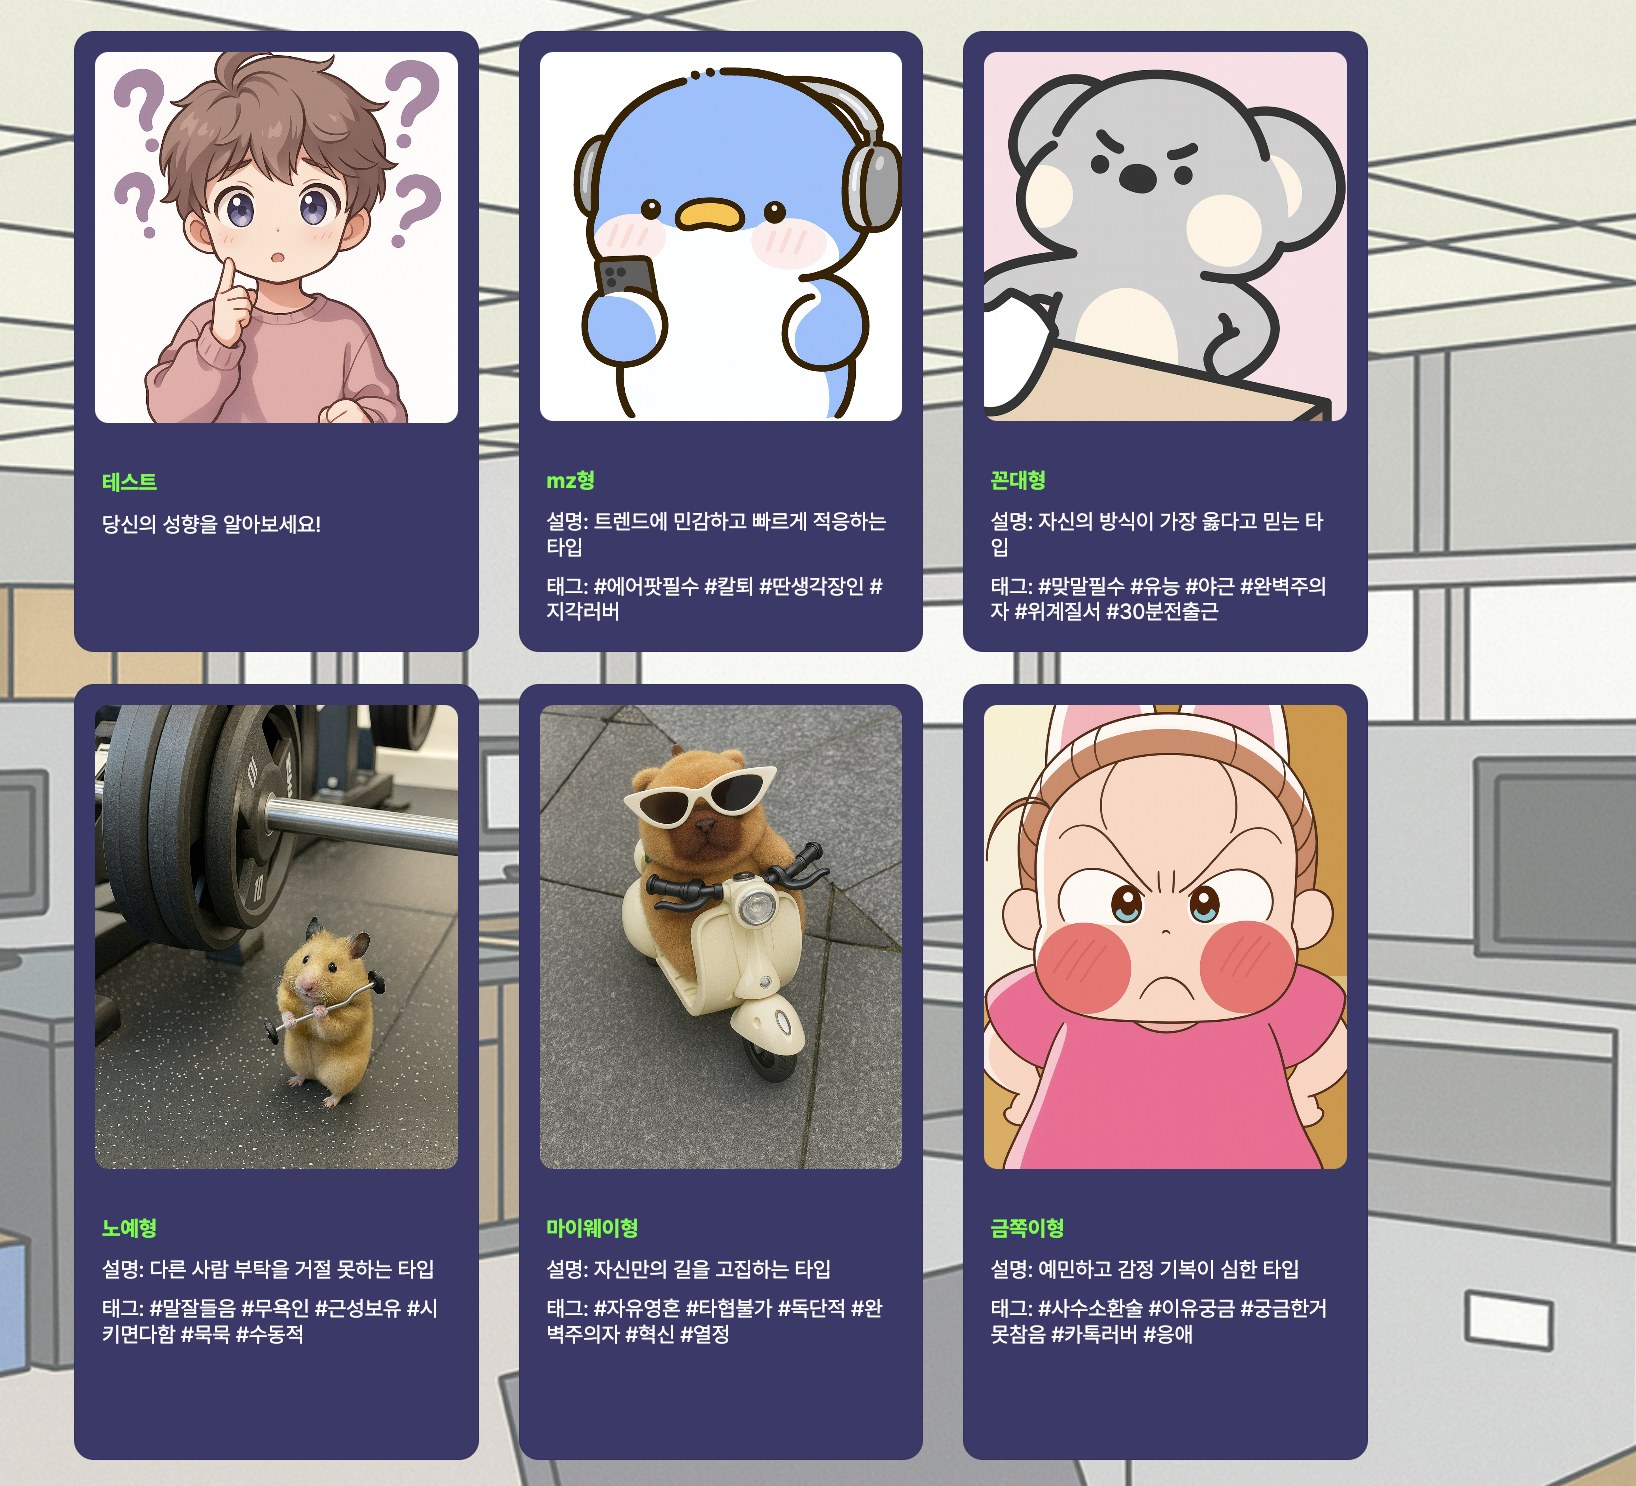 테스트
당신의 성향을 알아보세요!
mz형
설명: 트렌드에 민감하고 빠르게 적응하는
타입
태그: #에어팟필수 #칼퇴 #딴생각장인 #
지각러버
꼰대형
설명: 자신의 방식이 가장 옳다고 믿는 타
입
태그: #맞말필수 #유능 #야근 #완벽주의
자 #위계질서 #30분전출근
10
10
노예형
설명: 다른 사람 부탁을 거절 못하는 타입
태그: #말잘들음 #무욕인 #근성보유 #시
키면다함 #묵묵 #수동적
마이웨이형
설명: 자신만의 길을 고집하는 타입
태그: #자유영혼 #타협불가 #독단적 #완
벽주의자 #혁신 #열정
금쪽이형
설명: 예민하고 감정 기복이 심한 타입
태그: #사수소환술 #이유궁금 #궁금한거
못참음 #카톡러버 #응애